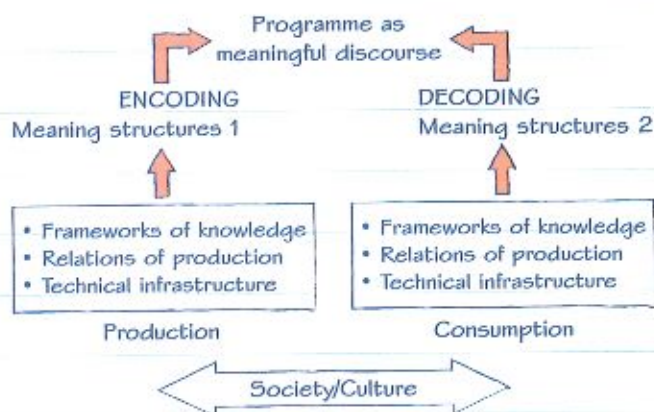 Programme as
meaningful discourse
ENCODING
Meaning structures 1
DECODING
Meaning structures 2
• Frameworks of knowledge
• Relations of production
• Technical infrastructure
Production
• Frameworks of knowledge
• Relations of production
• Technical infrastructure
Consumption
Society/Culture